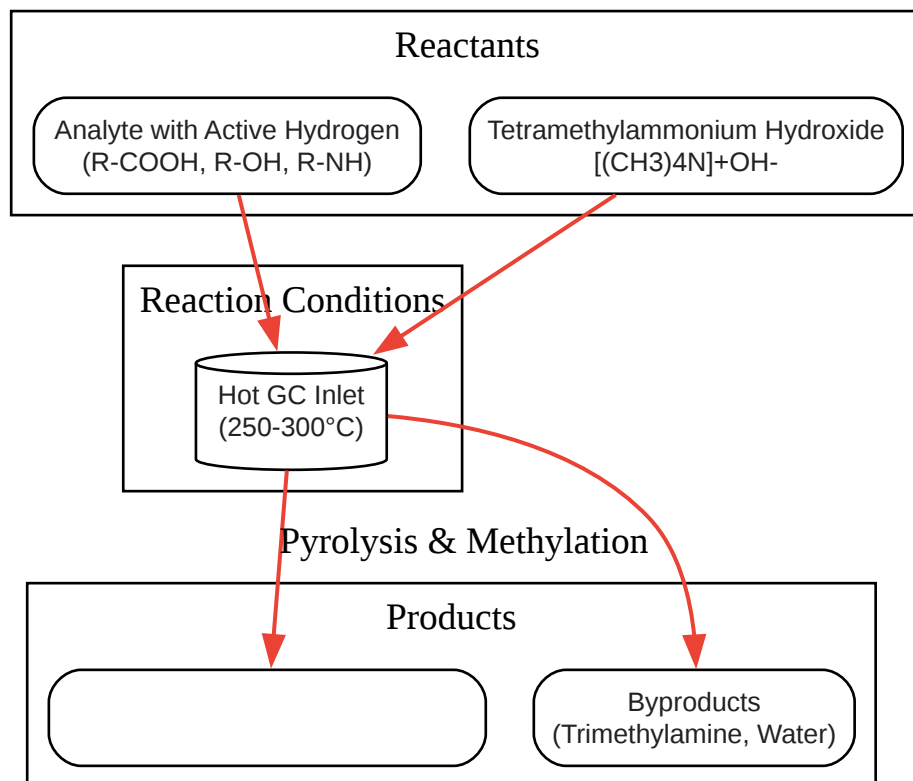 Reactants
Analyte with Active Hydrogen
(R-COOH, R-OH, R-NH)
Tetramethylammonium Hydroxide
[(CH3)4N]+OH-
Reaction Conditions
Hot GC Inlet
(250-300°C)
Pyrolysis & Methylation
Products
Byproducts
(Trimethylamine, Water)